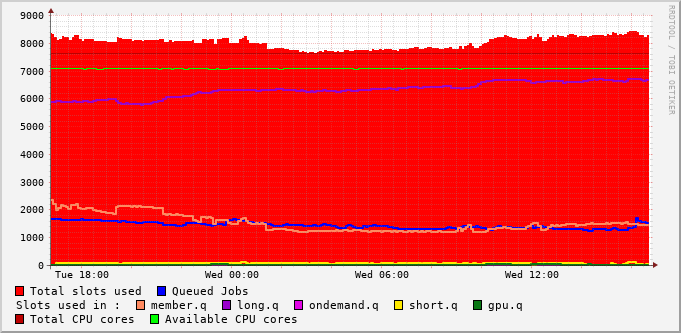 9000
8000
7000
6000
5000
4000
3000
2000
1000
0
Tue 18:00 Wed 00:00 Wed 06:00 Wed 12:00
RRDTOOL / TOBI OETIKER
Total slots used Queued Jobs
Slots used in : member.q long.q ondemand.q short.q gpu.q
Total CPU cores Available CPU cores